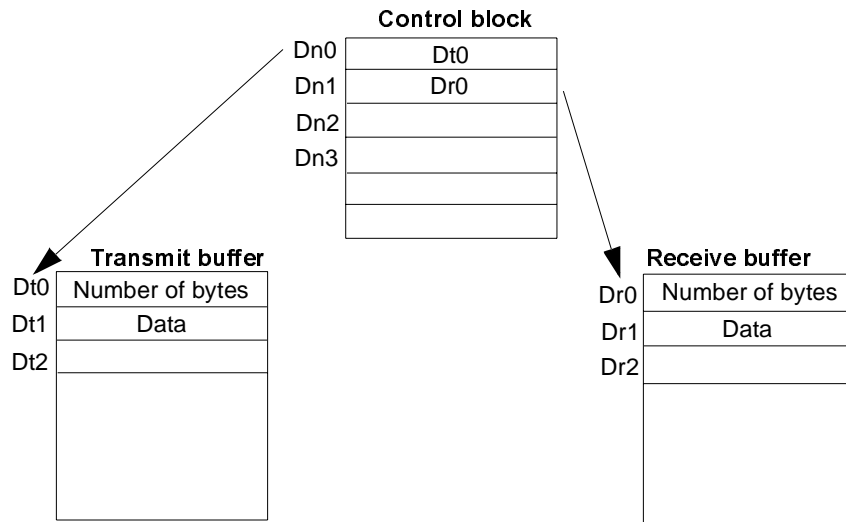 Control block
Dn0 Dt0
Dn1 Dr0
Dn2
Dn3
Transmit buffer
Dt0 Number of bytes
Dt1 Data
Dt2
Receive buffer
Dr0 Number of bytes
Dr1 Data
Dr2